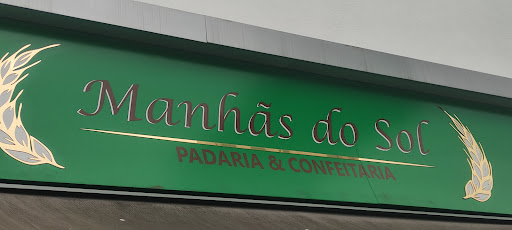 Manhãs do Sol
PADARIA & CONFEITARIA